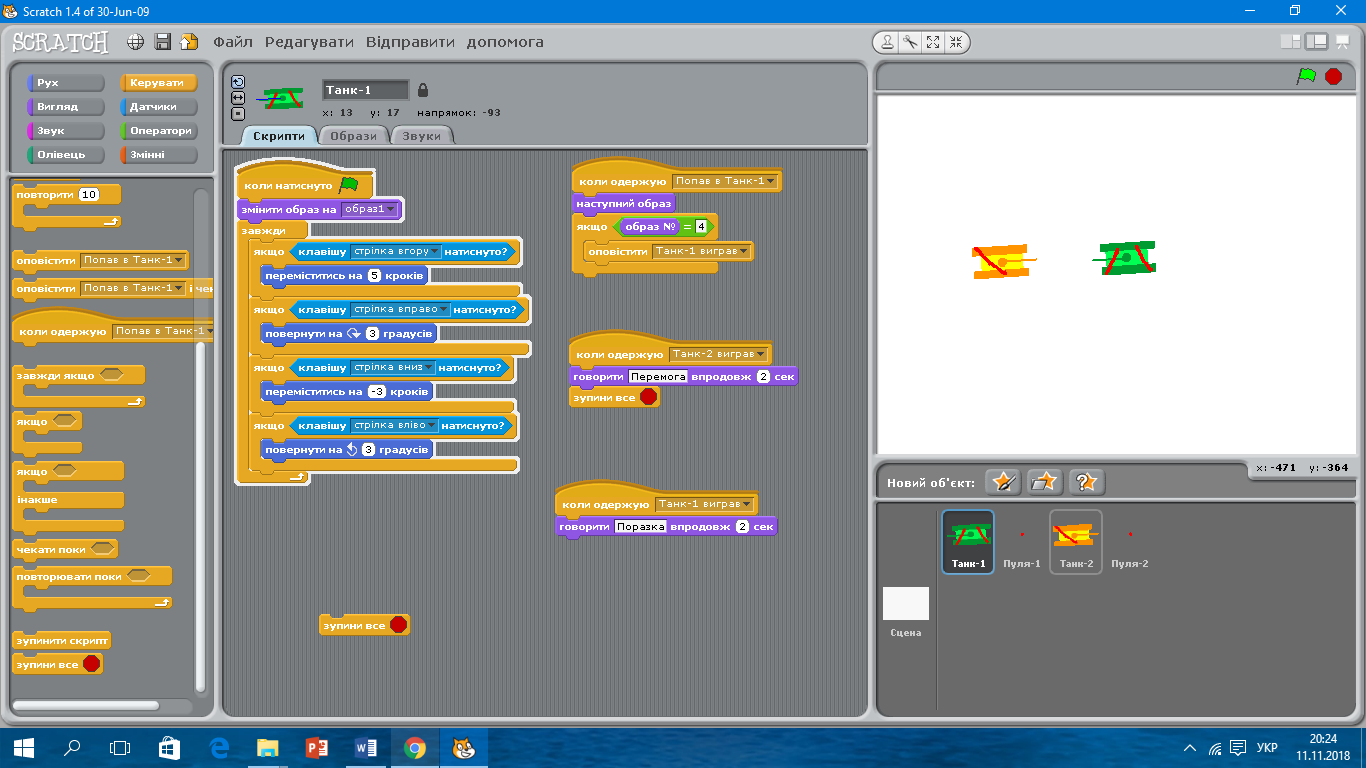 Scratch 1.4 of 30-Jun-09
SCRATCH
Файл Редагувати Відправити допомога
Рух Керувати
Вигляд Датчики
Звук Оператори
Олівець Змінні
повторити 10
оповістити Попав в Танк-1
оповістити Попав в Танк-1 і чек
коли одержую Попав в Танк-1
завжди якщо
якщо
якщо
інакше
чекати поки
повторювати поки
зупинити скрипт
зупини все
Танк-1
x: 13 y: 17 напрямок: -93
Скрипти Образи Звуки
коли натиснуто
змінити образ на образ1
завжди
якщо клавішу стрілка вгору натиснуто?
переміститись на 5 кроків
якщо клавішу стрілка вправо натиснуто?
повернути на 3 градусів
якщо клавішу стрілка вниз натиснуто?
переміститись на -3 кроків
якщо клавішу стрілка вліво натиснуто?
повернути на 3 градусів
зупини все
коли одержую Попав в Танк-1
наступний образ
якщо образ № = 4
оповістити Танк-1 виграв
коли одержую Танк-2 виграв
говорити Перемога впродовж 2 сек
зупини все
коли одержую Танк-1 виграв
говорити Поразка впродовж 2 сек
x: -471 y: -364
Новий об'єкт:
Танк-1 Пуля-1 Танк-2 Пуля-2
Сцена
УКР
20:24
11.11.2018